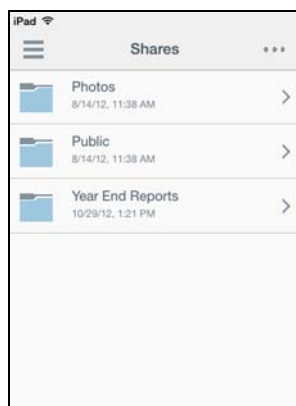 iPad
Shares
Photos
8/14/12, 11:38 AM
Public
8/14/12, 11:38 AM
Year End Reports
10/29/12, 1:21 PM